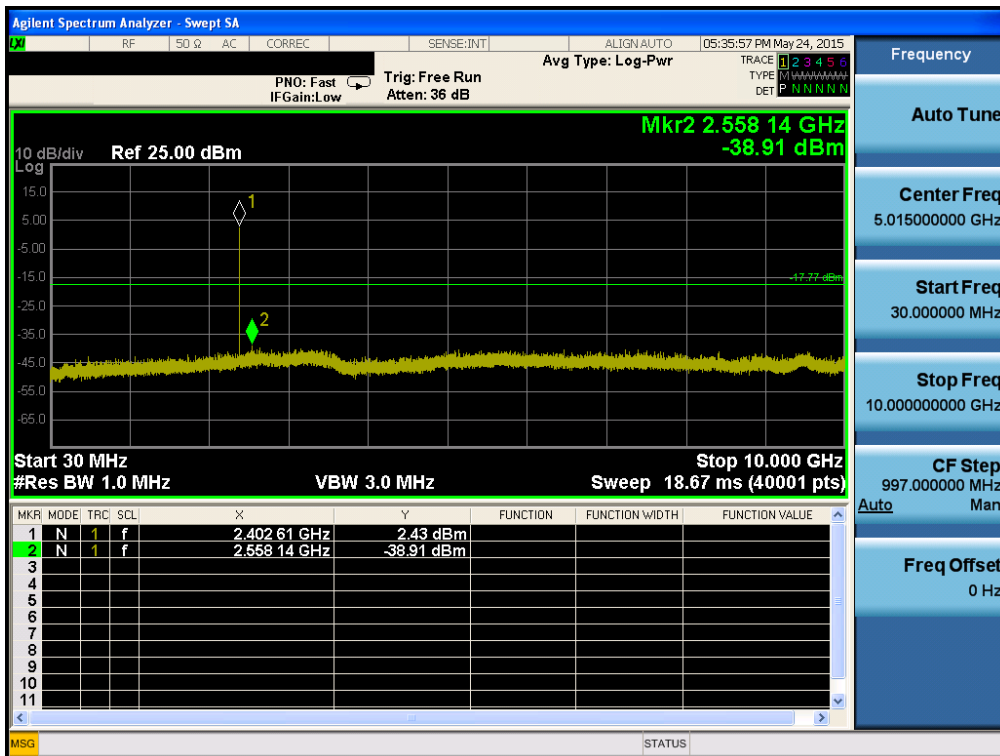 Agilent Spectrum Analyzer - Swept SA
LXI RF 50 Ω AC CORREC SENSE:INT ALIGN AUTO 05:35:57 PM May 24, 2015
Frequency
Avg Type: Log-Pwr
TRACE 1 2 3 4 5 6
PNO: Fast Trig: Free Run
TYPE M
IFGain:Low Atten: 36 dB
DET P N N N N N
Auto Tune
Mkr2 2.558 14 GHz
-38.91 dBm
10 dB/div Ref 25.00 dBm
Log
15.0
1
5.00
-5.00
-15.0
-17.77 dBm
-25.0
2
-35.0
-45.0
-55.0
-65.0
Center Freq
5.015000000 GHz
Start Freq
30.000000 MHz
Stop Freq
10.000000000 GHz
Start 30 MHz Stop 10.000 GHz
#Res BW 1.0 MHz VBW 3.0 MHz Sweep 18.67 ms (40001 pts)
CF Step
997.000000 MHz
Auto Man
MKR MODE TRC SCL X Y FUNCTION FUNCTION WIDTH FUNCTION VALUE
1 N 1 f 2.402 61 GHz 2.43 dBm
2 N 1 f 2.558 14 GHz -38.91 dBm
3
4
5
6
7
8
9
10
11
Freq Offset
0 Hz
MSG STATUS